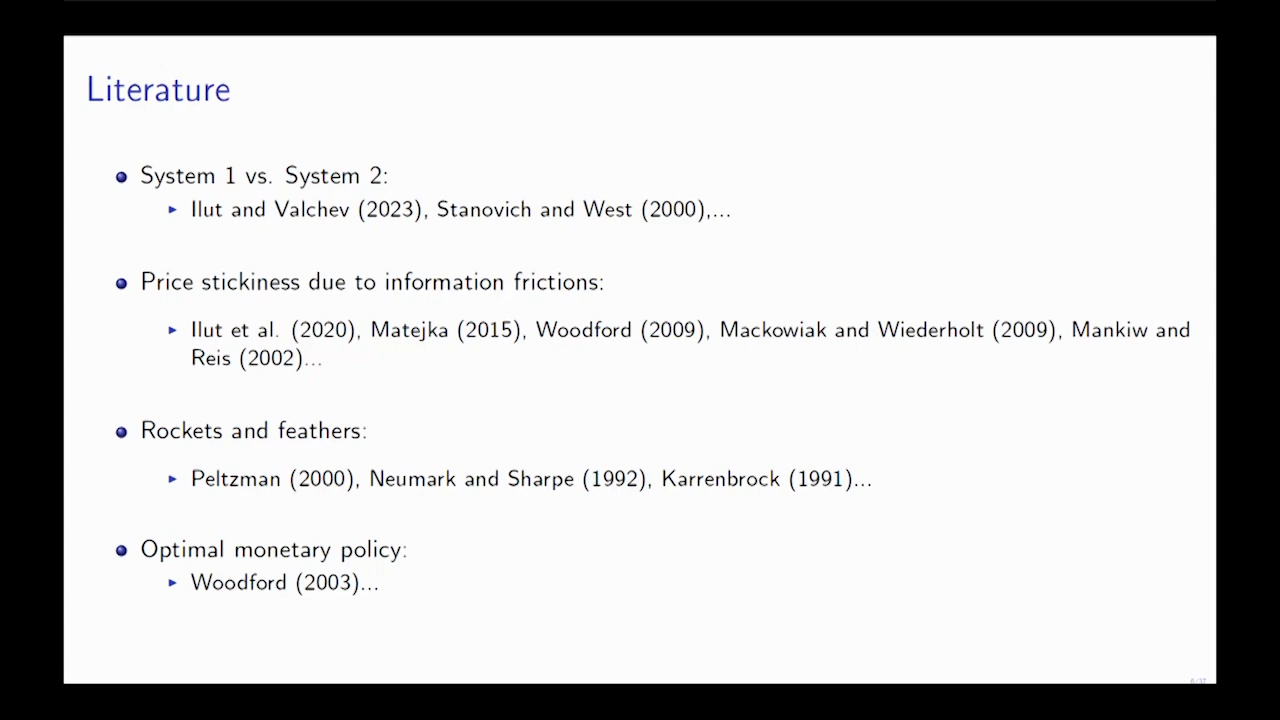 Literature
System 1 vs. System 2:
Ilut and Valchev (2023), Stanovich and West (2000),...
Price stickiness due to information frictions:
Ilut et al. (2020), Matejka (2015), Woodford (2009), Mackowiak and Wiederholt (2009), Mankiw and
Reis (2002)...
Rockets and feathers:
Peltzman (2000), Neumark and Sharpe (1992), Karrenbrock (1991)...
Optimal monetary policy:
Woodford (2003)...